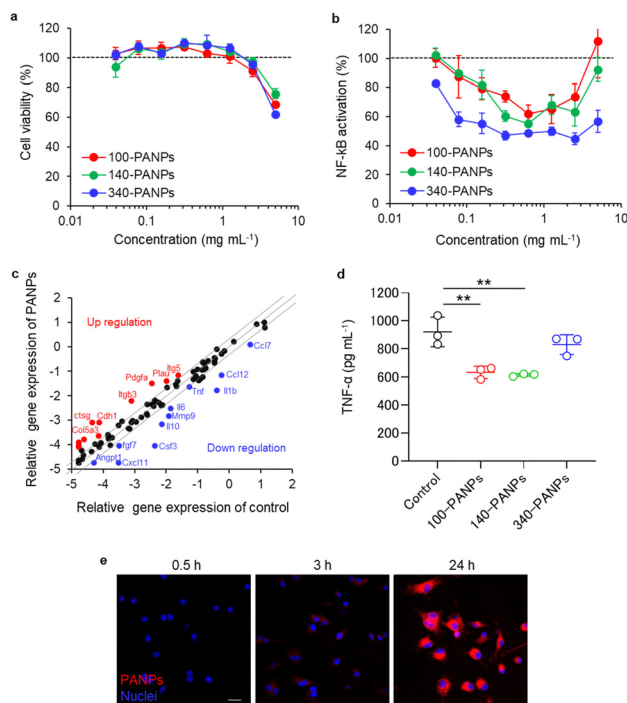 a
120
100
80
60
40
20
0
Cell viability (%)
100-PANPs
140-PANPs
340-PANPs
0.01
0.1
1
10
Concentration (mg mL-1)
b
120
100
80
60
40
20
0
NF-kB activation (%)
100-PANPs
140-PANPs
340-PANPs
0.01
0.1
1
10
Concentration (mg mL-1)
c
2
1
0
-1
-2
-3
-4
-5
Relative gene expression of PANPs
Up regulation
Ccl7
Itg5
Plau
Pdgfa
Ccl12
Tnf
Il1b
Itgb3
Il6
Mmp9
ctsg
Cdh1
Il10
Col5a3
Down regulation
fgf7
Csf3
Angpt1
Cxcl11
-5 -4 -3 -2 -1 0 1 2
Relative gene expression of control
d
1200
1000
800
600
400
200
0
TNF-α (pg mL-1)
**
**
Control
100-PANPs
140-PANPs
340-PANPs
e
0.5 h
3 h
24 h
PANPs
Nuclei